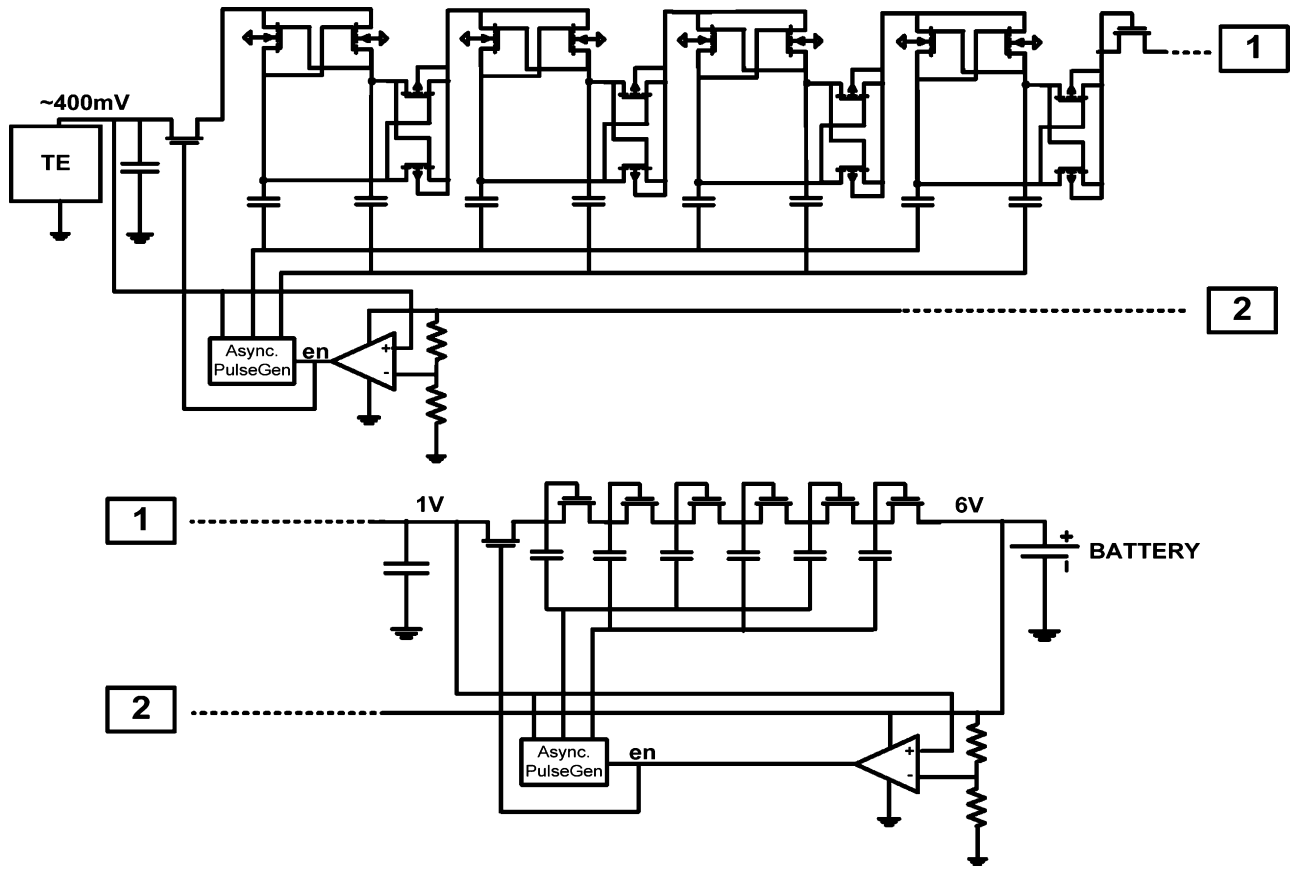 1
~400mV
TE
2
Async.
PulseGen
en
+
-
1
1V
6V
+
-
BATTERY
2
Async.
PulseGen
en
+
-